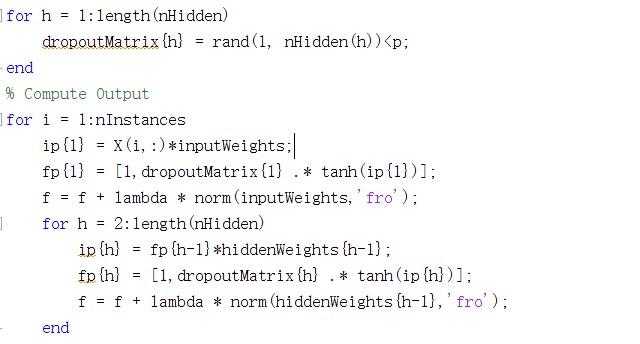 for h = 1:length(nHidden)
dropoutMatrix{h} = rand(1, nHidden(h))<p;
end
% Compute Output
for i = 1:nInstances
ip{1} = X(i,:)*inputWeights;
fp{1} = [1,dropoutMatrix{1} .* tanh(ip{1})];
f = f + lambda * norm(inputWeights,'fro');
for h = 2:length(nHidden)
ip{h} = fp{h-1}*hiddenWeights{h-1};
fp{h} = [1,dropoutMatrix{h} .* tanh(ip{h})];
f = f + lambda * norm(hiddenWeights{h-1},'fro');
end